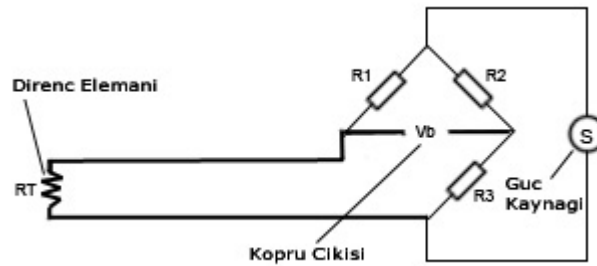 R1
R2
Direnc Elemani
Vb
S
RT
R3
Guc
Kaynagi
Kopru Cikisi